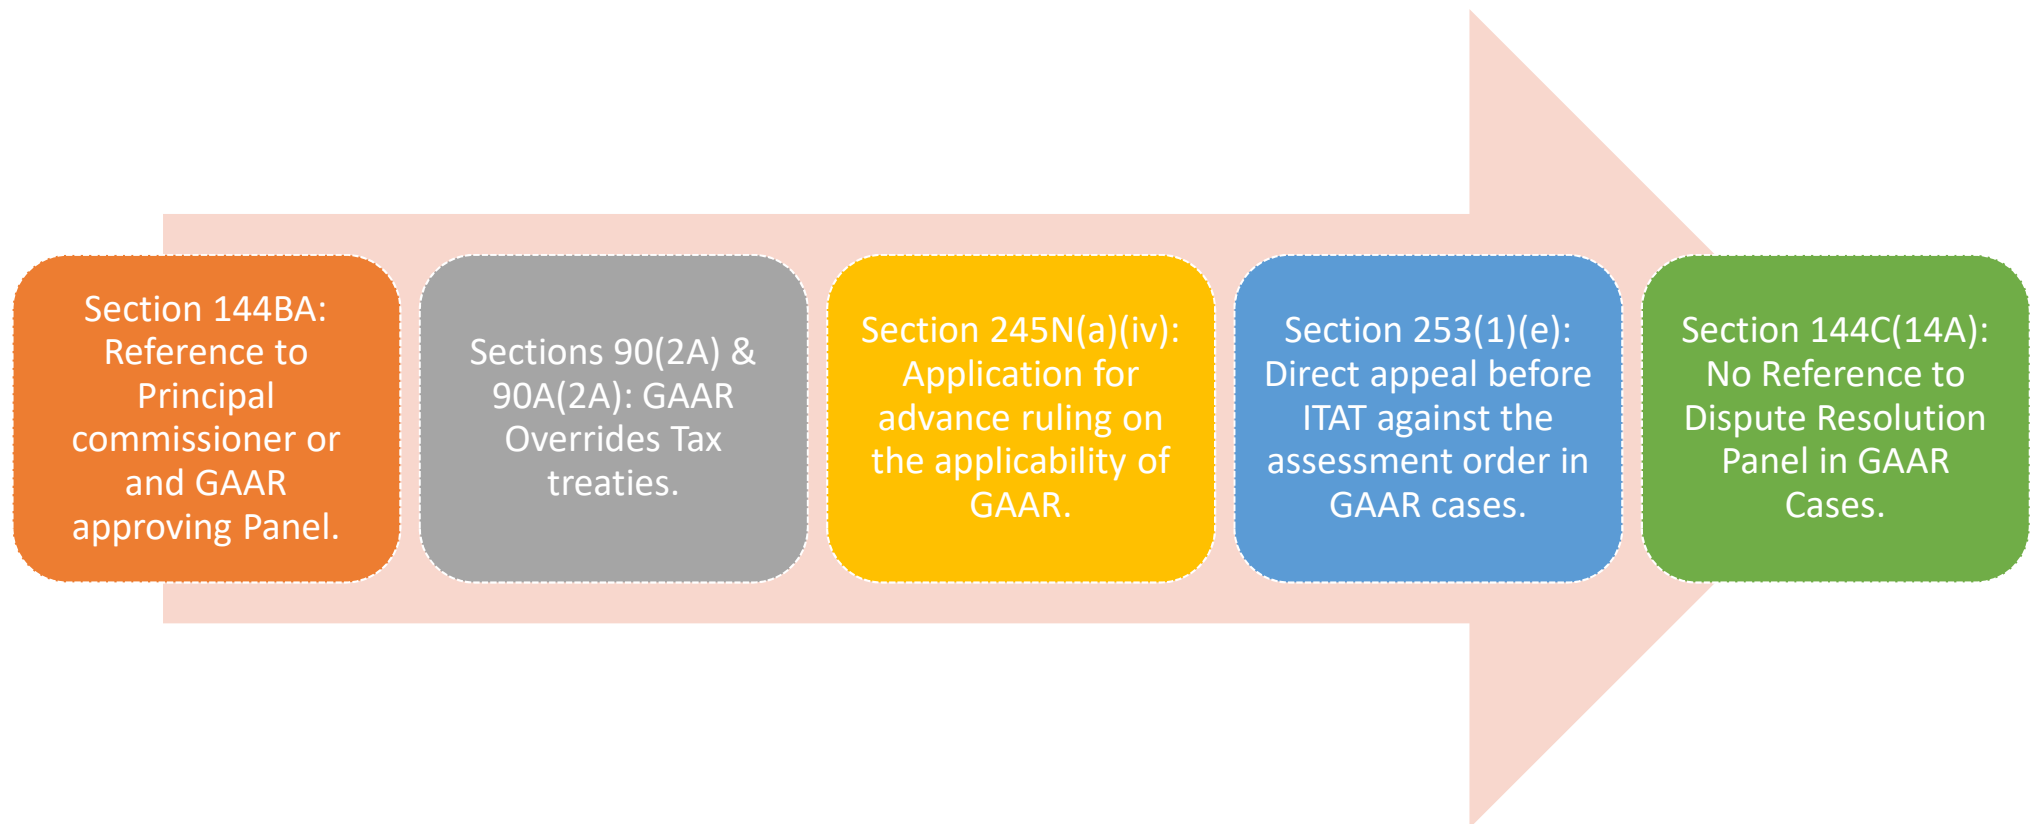 Section 144BA:
Reference to
Principal
commissioner or
and GAAR
approving Panel.
Sections 90(2A) &
90A(2A): GAAR
Overrides Tax
treaties.
Section 245N(a)(iv):
Application for
advance ruling on
the applicability of
GAAR.
Section 253(1)(e):
Direct appeal before
ITAT against the
assessment order in
GAAR cases.
Section 144C(14A):
No Reference to
Dispute Resolution
Panel in GAAR
Cases.